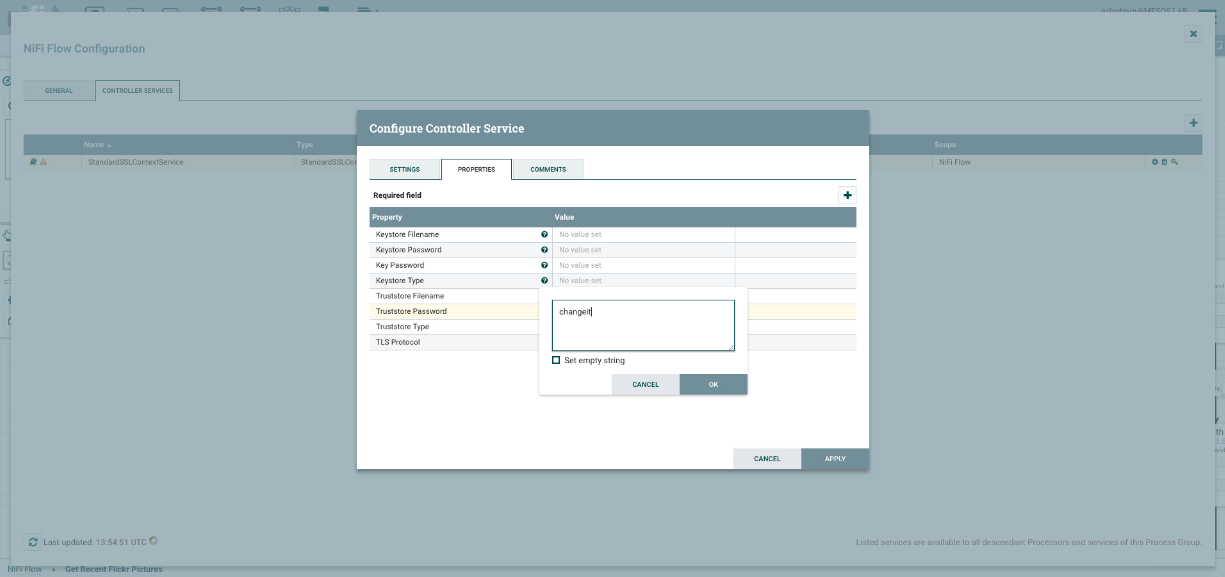 NiFi Flow Configuration
GENERAL
CONTROLLER SERVICES
Name
Type
Scope
StandardSSLContextService
StandardSSLCon
NiFi Flow
Configure Controller Service
SETTINGS
PROPERTIES
COMMENTS
Required field
Property
Value
Keystore Filename
No value set
Keystore Password
No value set
Key Password
No value set
Keystore Type
No value set
Truststore Filename
Truststore Password
changeit
Truststore Type
TLS Protocol
Set empty string
CANCEL
OK
CANCEL
APPLY
Last updated: 13:54:51 UTC
Listed services are available to all descendant Processors and services of this Process Group.
NiFi Flow
Get Recent Flickr Pictures